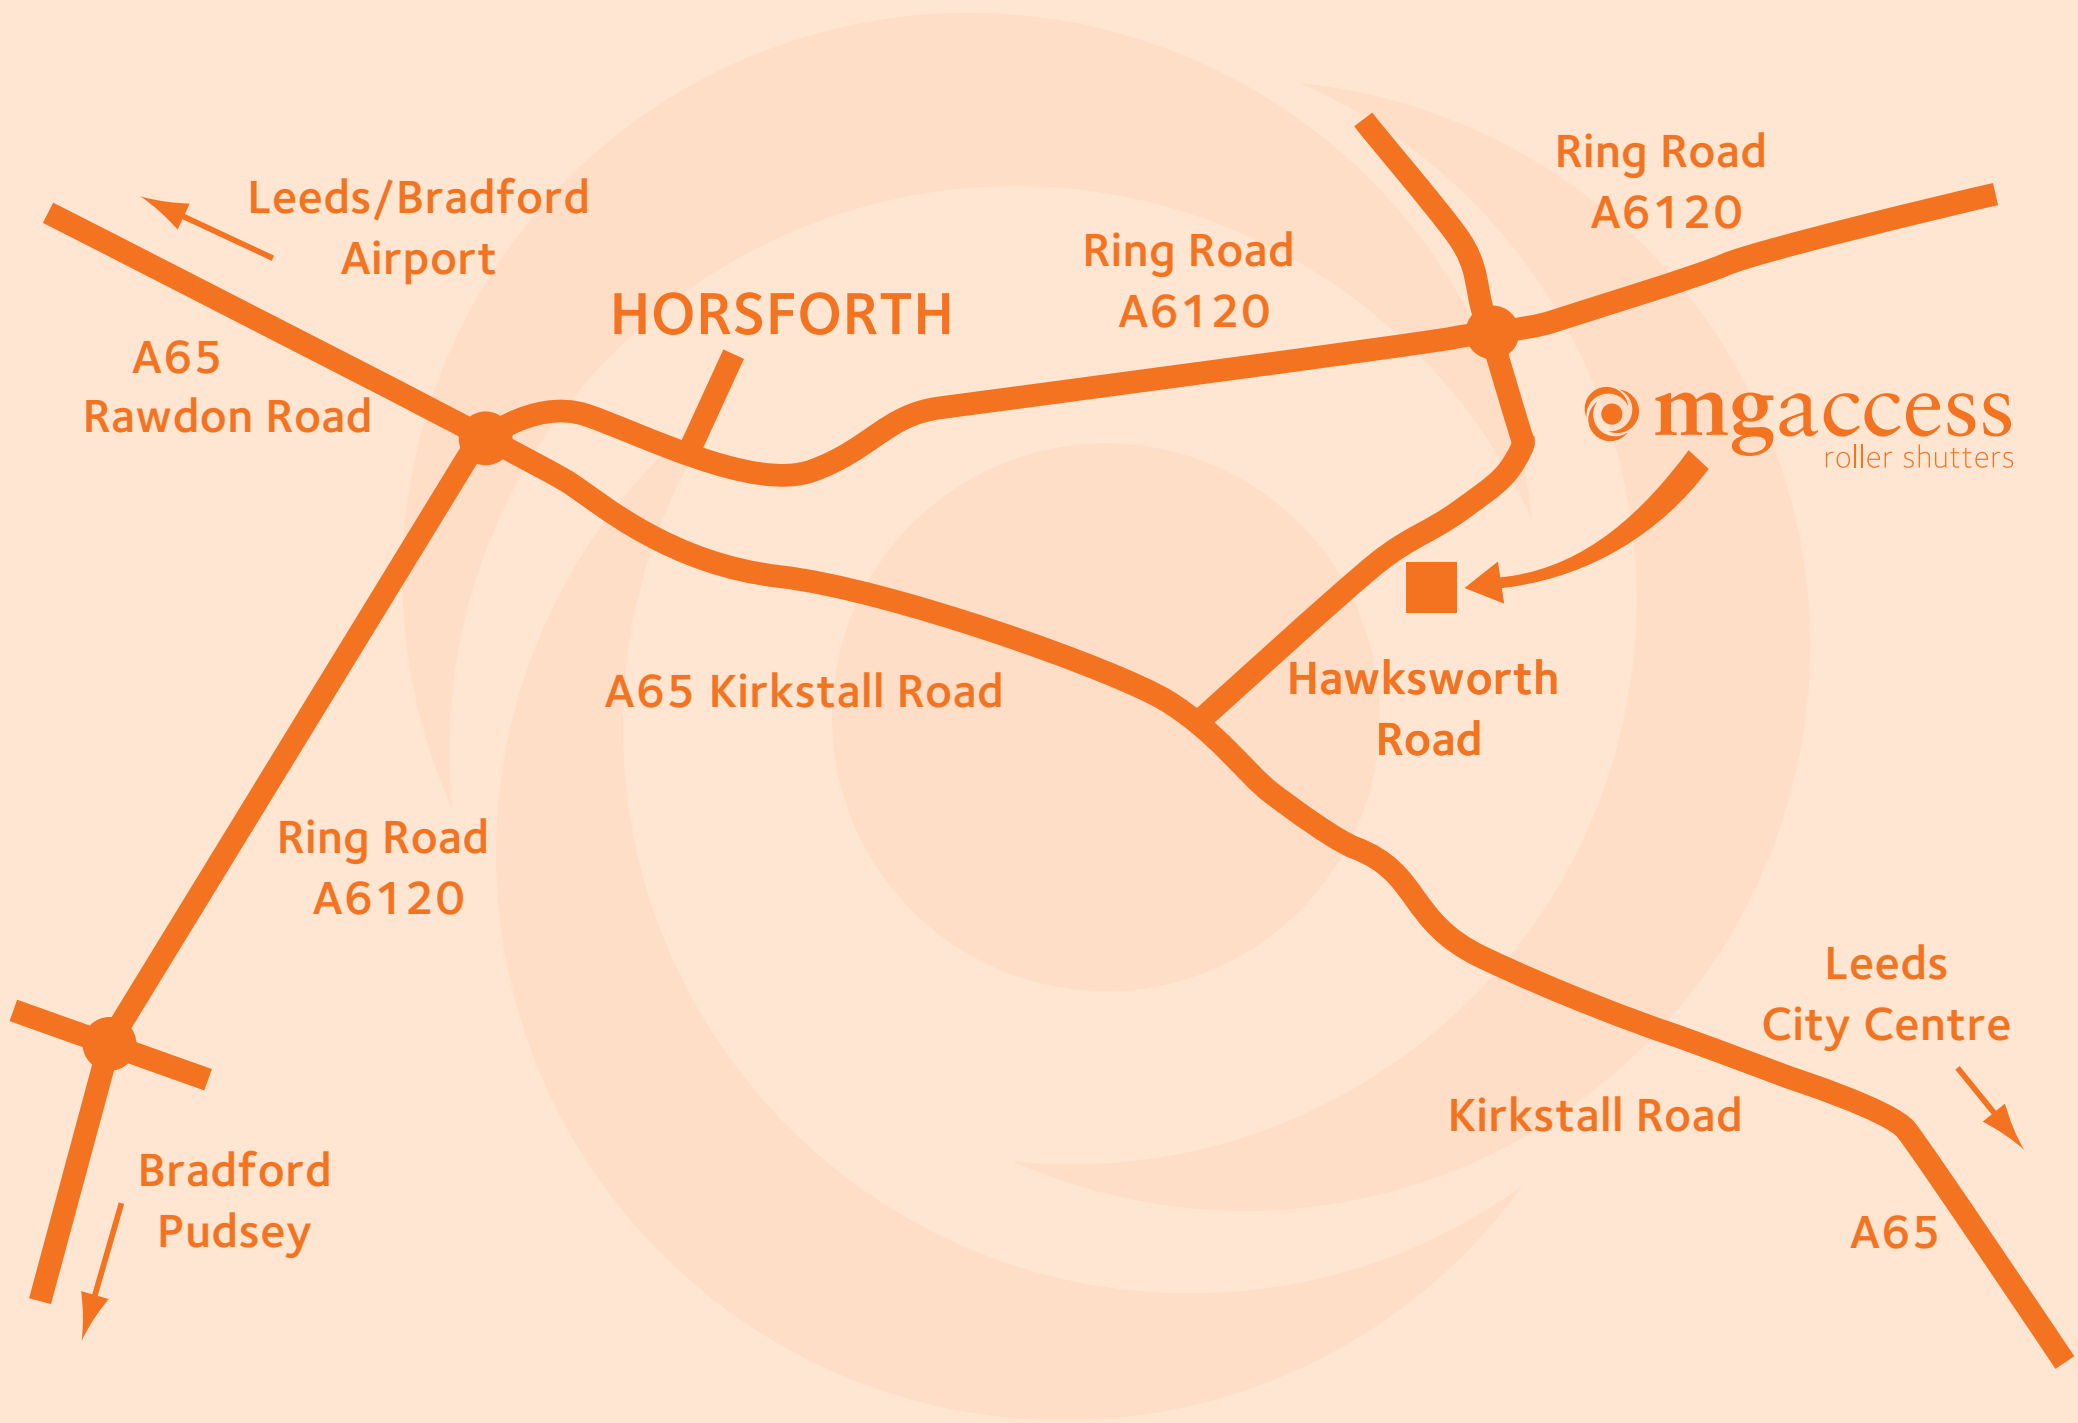 Ring Road
A6120
Leeds/Bradford
Airport
Ring Road
A6120
HORSFORTH
A65
Rawdon Road
mgaccess
roller shutters
A65 Kirkstall Road
Hawksworth
Road
Ring Road
A6120
Leeds
City Centre
Kirkstall Road
Bradford
Pudsey
A65